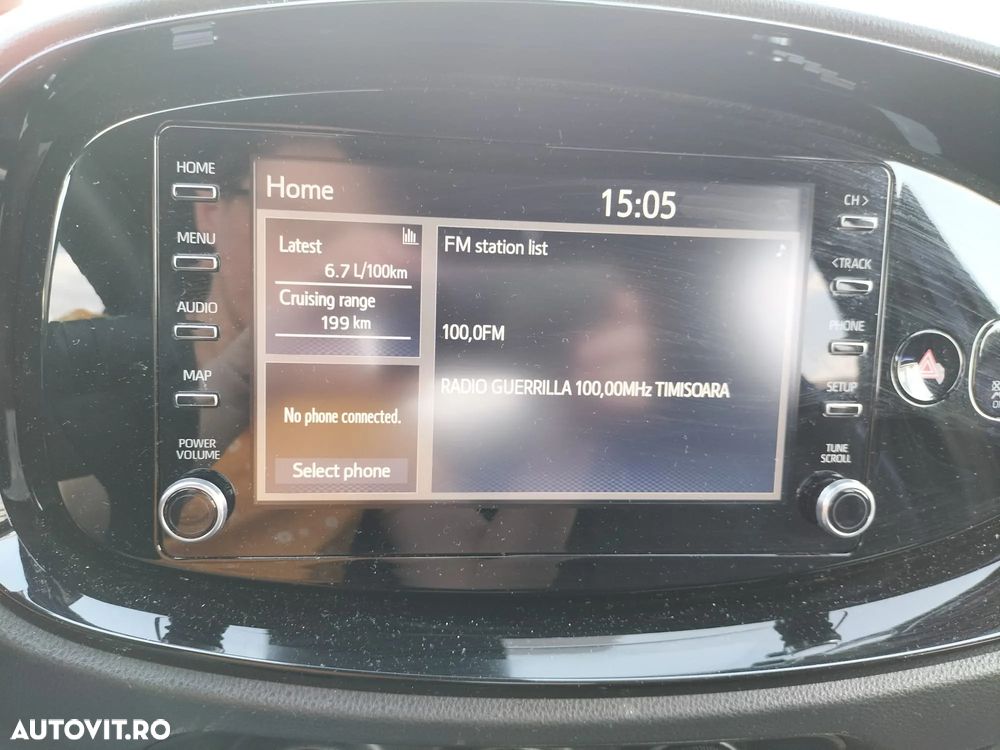 HOME
MENU
AUDIO
MAP
POWER
VOLUME
Home
15:05
Latest
6.7 L/100km
Cruising range
199 km
No phone connected.
Select phone
FM station list
100,0FM
RADIO GUERRILLA 100,00MHz TIMISOARA
CH >
< TRACK
PHONE
SETUP
TUNE
SCROLL
AUTOVIT.RO